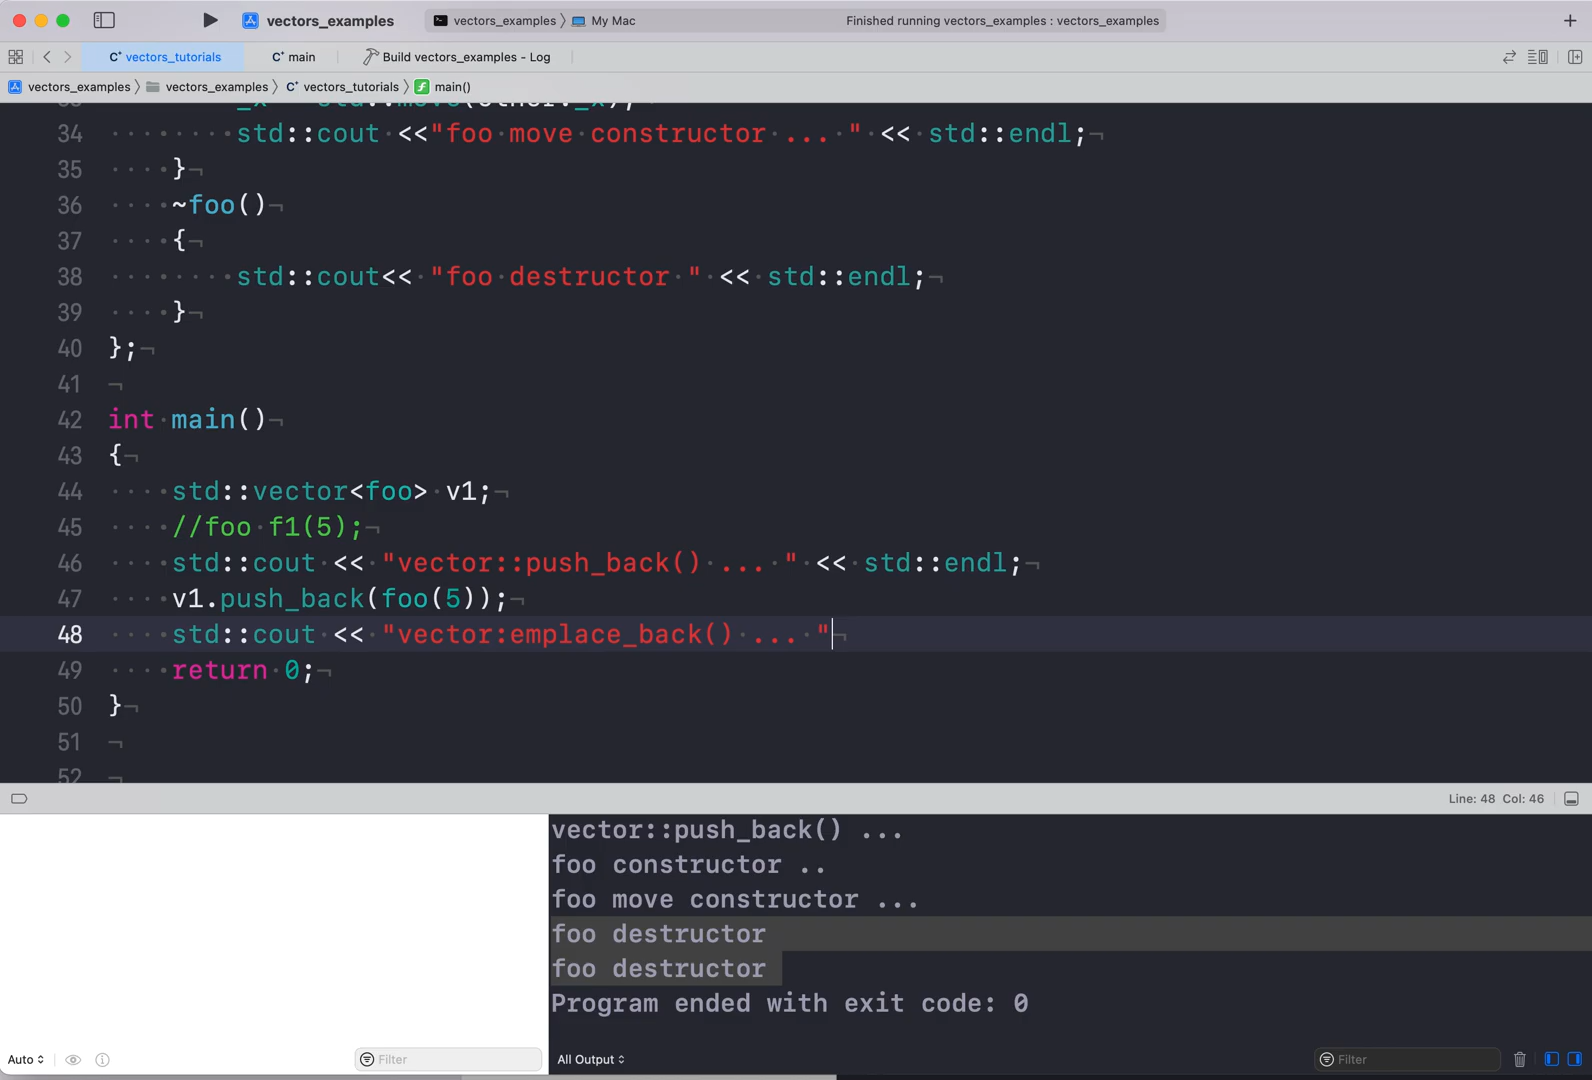 vectors_examples
vectors_examples 〉 My Mac
Finished running vectors_examples : vectors_examples
vectors_tutorials
main
Build vectors_examples - Log
vectors_examples 〉 vectors_examples 〉 vectors_tutorials 〉 main()
_x = std::move(other._x);
34 std::cout <<"foo move constructor ... " << std::endl;
35 }
36 ~foo()
37 {
38 std::cout<< "foo destructor " << std::endl;
39 }
40 };
41
42 int main()
43 {
44 std::vector<foo> v1;
45 //foo f1(5);
46 std::cout << "vector::push_back() ... " << std::endl;
47 v1.push_back(foo(5));
48 std::cout << "vector:emplace_back() ... "
49 return 0;
50 }
51
52
Line: 48 Col: 46
vector::push_back() ...
foo constructor ..
foo move constructor ...
foo destructor
foo destructor
Program ended with exit code: 0
Auto
Filter
All Output
Filter